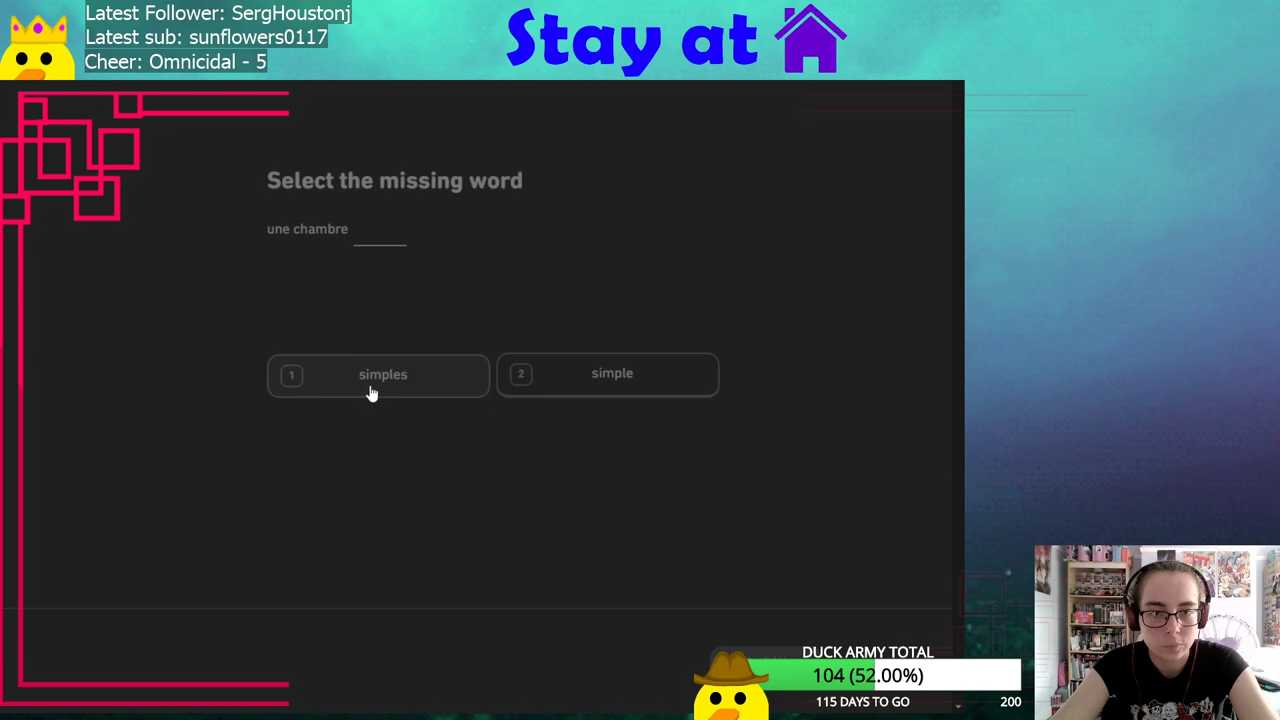 Latest Follower: SergHoustonj
Latest sub: sunflowers0117
Cheer: Omnicidal - 5
Stay at
Select the missing word
une chambre
1 simples
2 simple
DUCK ARMY TOTAL
104 (52.00%)
115 DAYS TO GO
200